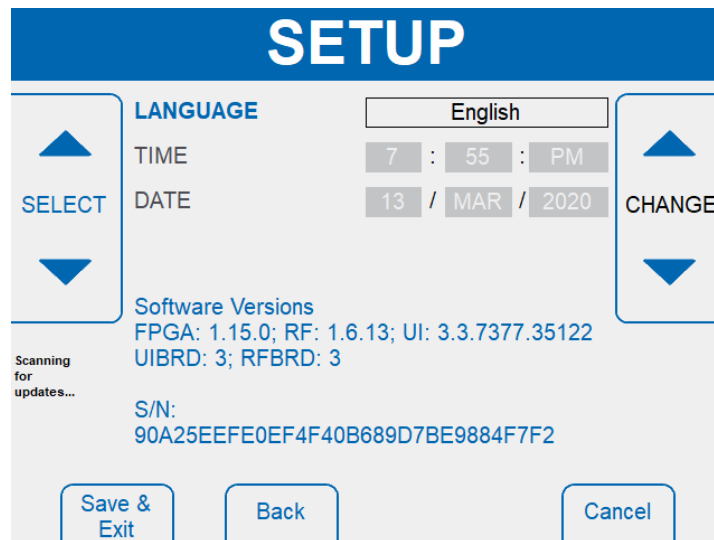 SETUP
LANGUAGE English
TIME 7 : 55 : PM
DATE 13 / MAR / 2020
SELECT
CHANGE
Software Versions
FPGA: 1.15.0; RF: 1.6.13; UI: 3.3.7377.35122
UIBRD: 3; RFBRD: 3
Scanning
for
updates...
S/N:
90A25EEFE0EF4F40B689D7BE9884F7F2
Save &
Exit
Back
Cancel